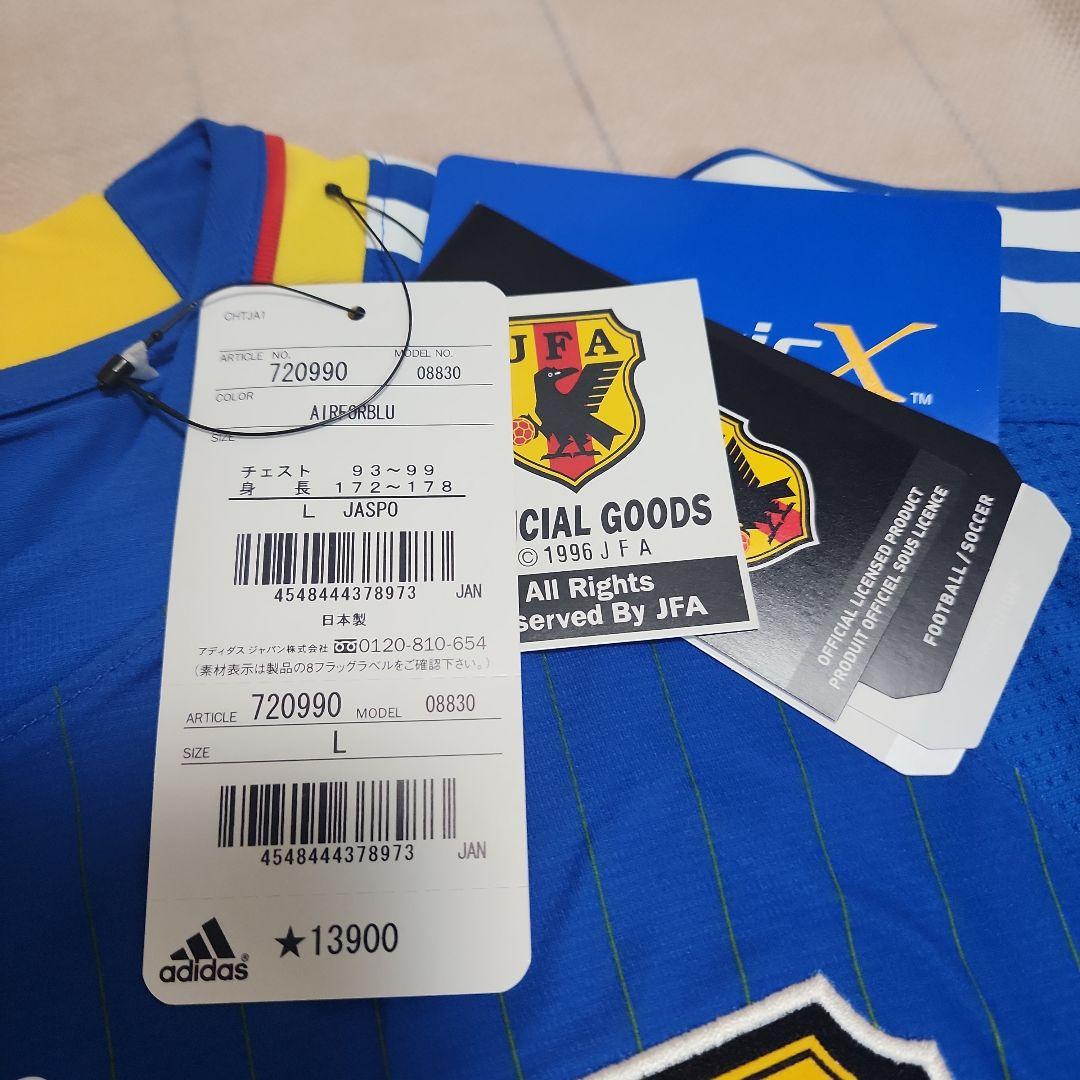 CHTJA1
ARTICLE NO. MODEL NO.
720990 08830
COLOR
AIRFORBLU
SIZE
チェスト 93～99
身 長 172～178
L JASPO
4548444378973 JAN
日本製
アディダス ジャパン株式会社 0120-810-654
(素材表示は製品の8フラッグラベルをご確認下さい。)
ARTICLE 720990 MODEL 08830
SIZE L
4548444378973 JAN
adidas® ★13900
JFA
CIAL GOODS
© 1996 J F A
All Rights
served By JFA
X™
OFFICIAL LICENSED PRODUCT
PRODUIT OFFICIEL SOUS LICENCE
FOOTBALL / SOCCER